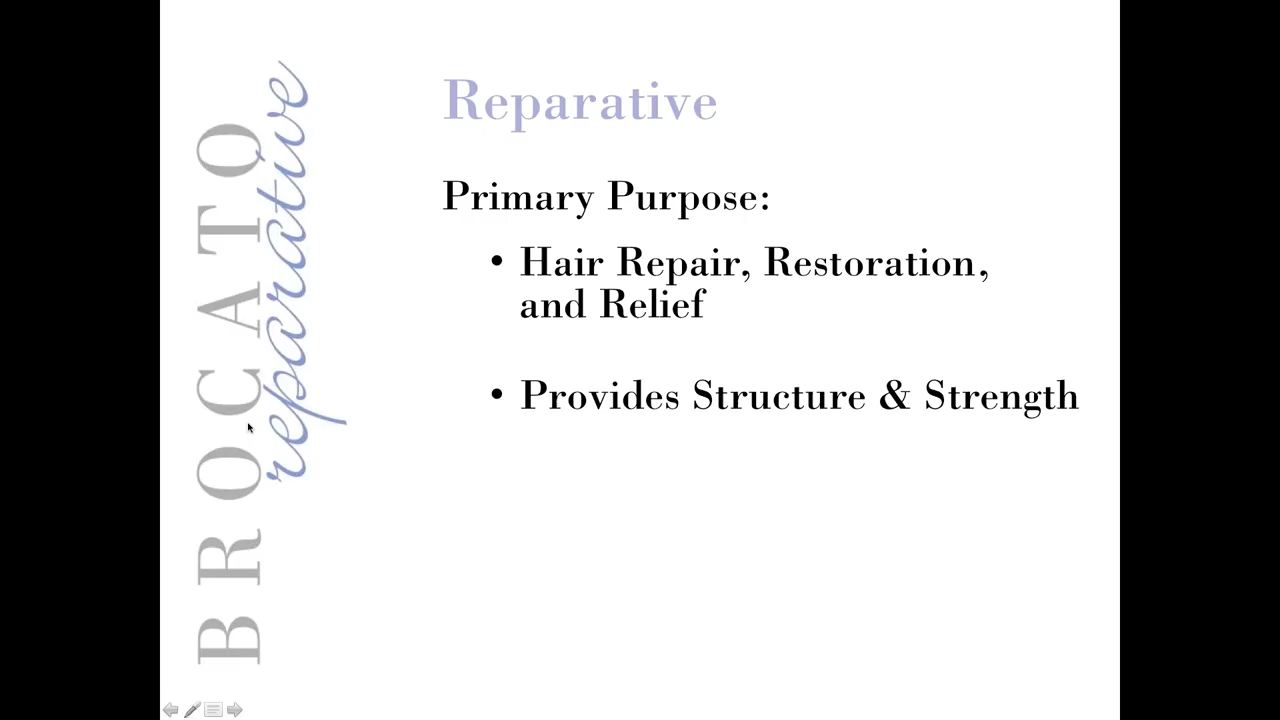 BROCATO
reparative
Reparative
Primary Purpose:
• Hair Repair, Restoration,
and Relief
• Provides Structure & Strength